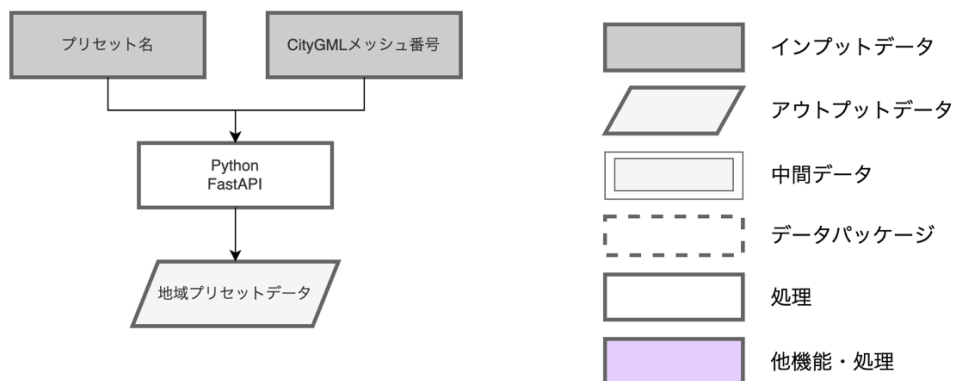 プリセット名
CityGMLメッシュ番号
Python
FastAPI
地域プリセットデータ
インプットデータ
アウトプットデータ
中間データ
データパッケージ
処理
他機能・処理